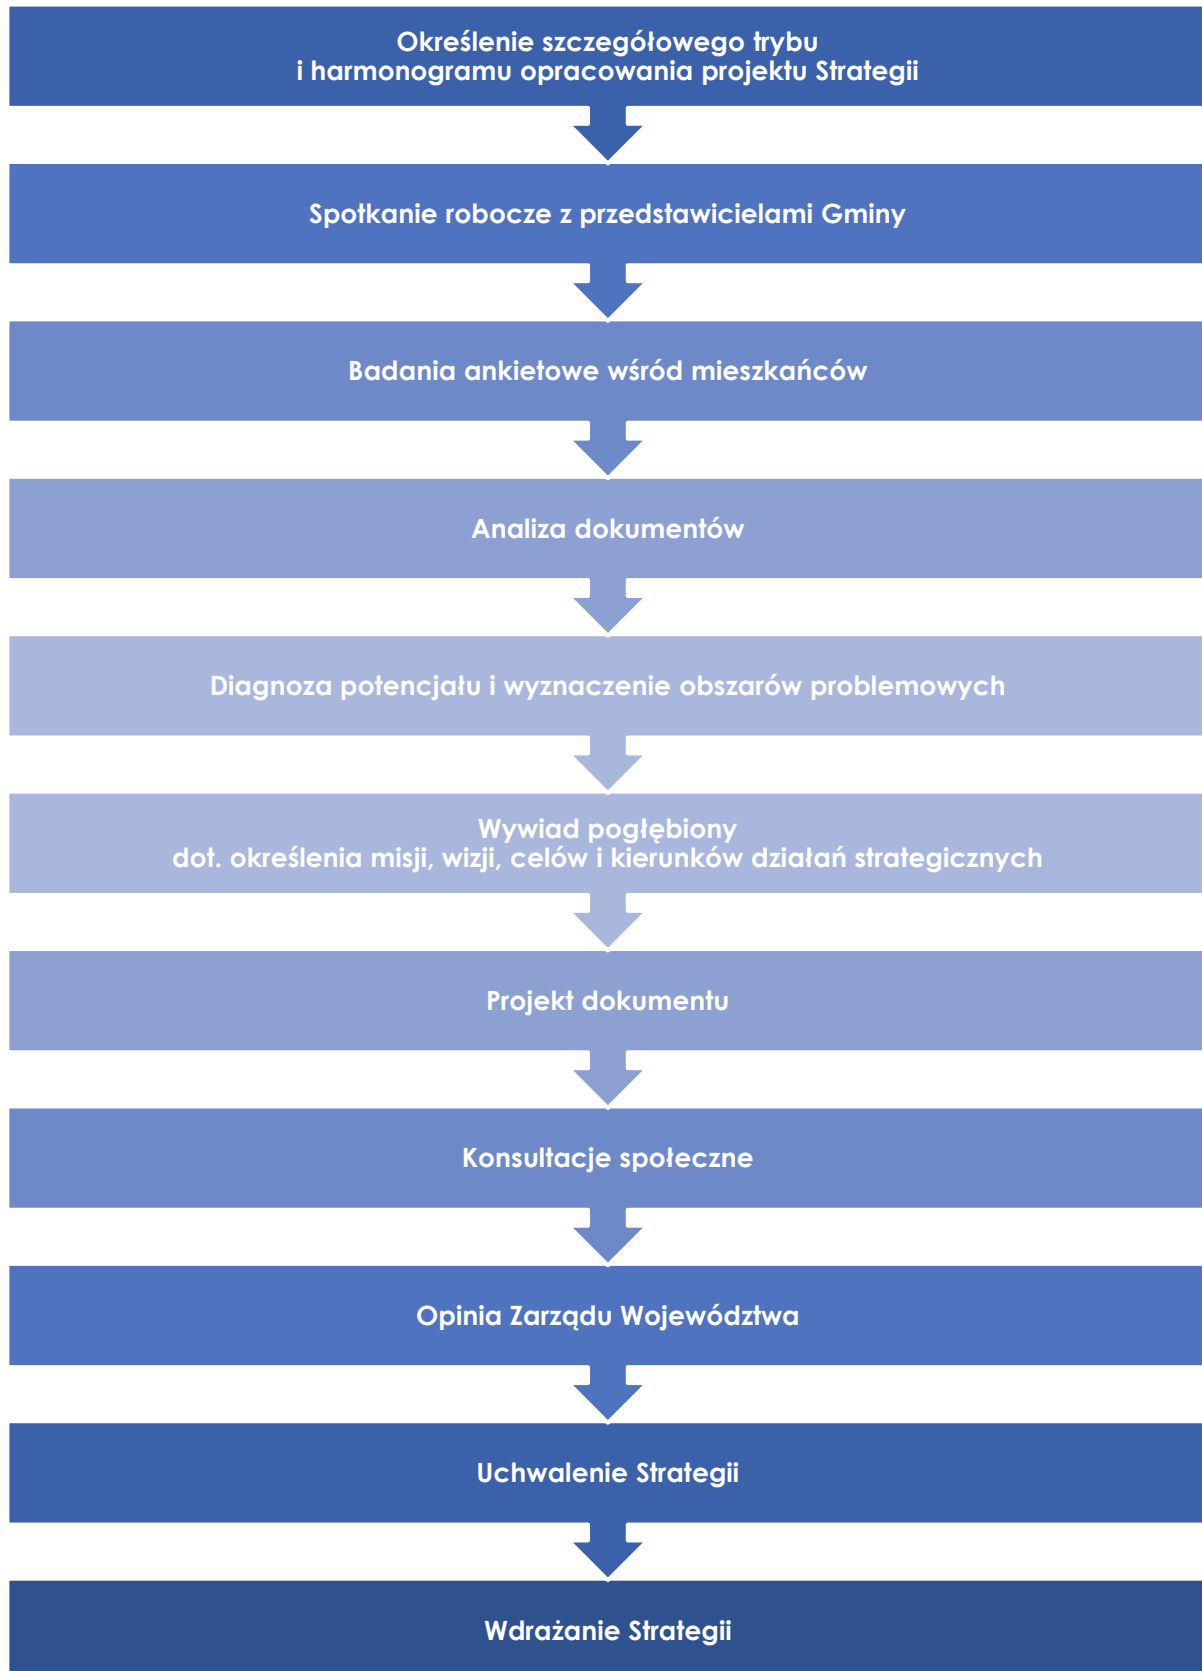 Określenie szczegółowego trybu
i harmonogramu opracowania projektu Strategii
Spotkanie robocze z przedstawicielami Gminy
Badania ankietowe wśród mieszkańców
Analiza dokumentów
Diagnoza potencjału i wyznaczenie obszarów problemowych
Wywiad pogłębiony
dot. określenia misji, wizji, celów i kierunków działań strategicznych
Projekt dokumentu
Konsultacje społeczne
Opinia Zarządu Województwa
Uchwalenie Strategii
Wdrażanie Strategii